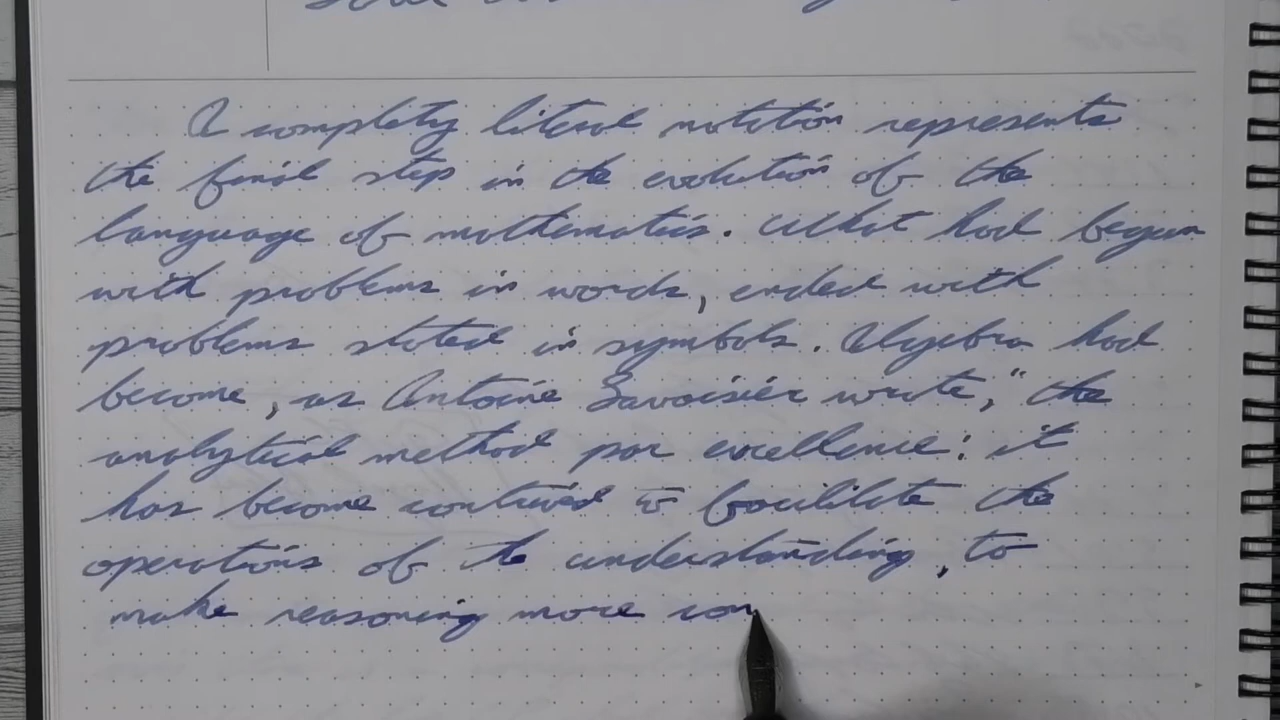 A complety literal notation represents
the final step in the evolution of the
language of mathematics. What had begun
with problems in words, ended with
problems stated in symbols. Algebra had
become, as Antoine Lavoisier wrote, "the
analytical method par excellence: it
has become contrived to facilitate the
operations of the understanding, to
make reasoning more con